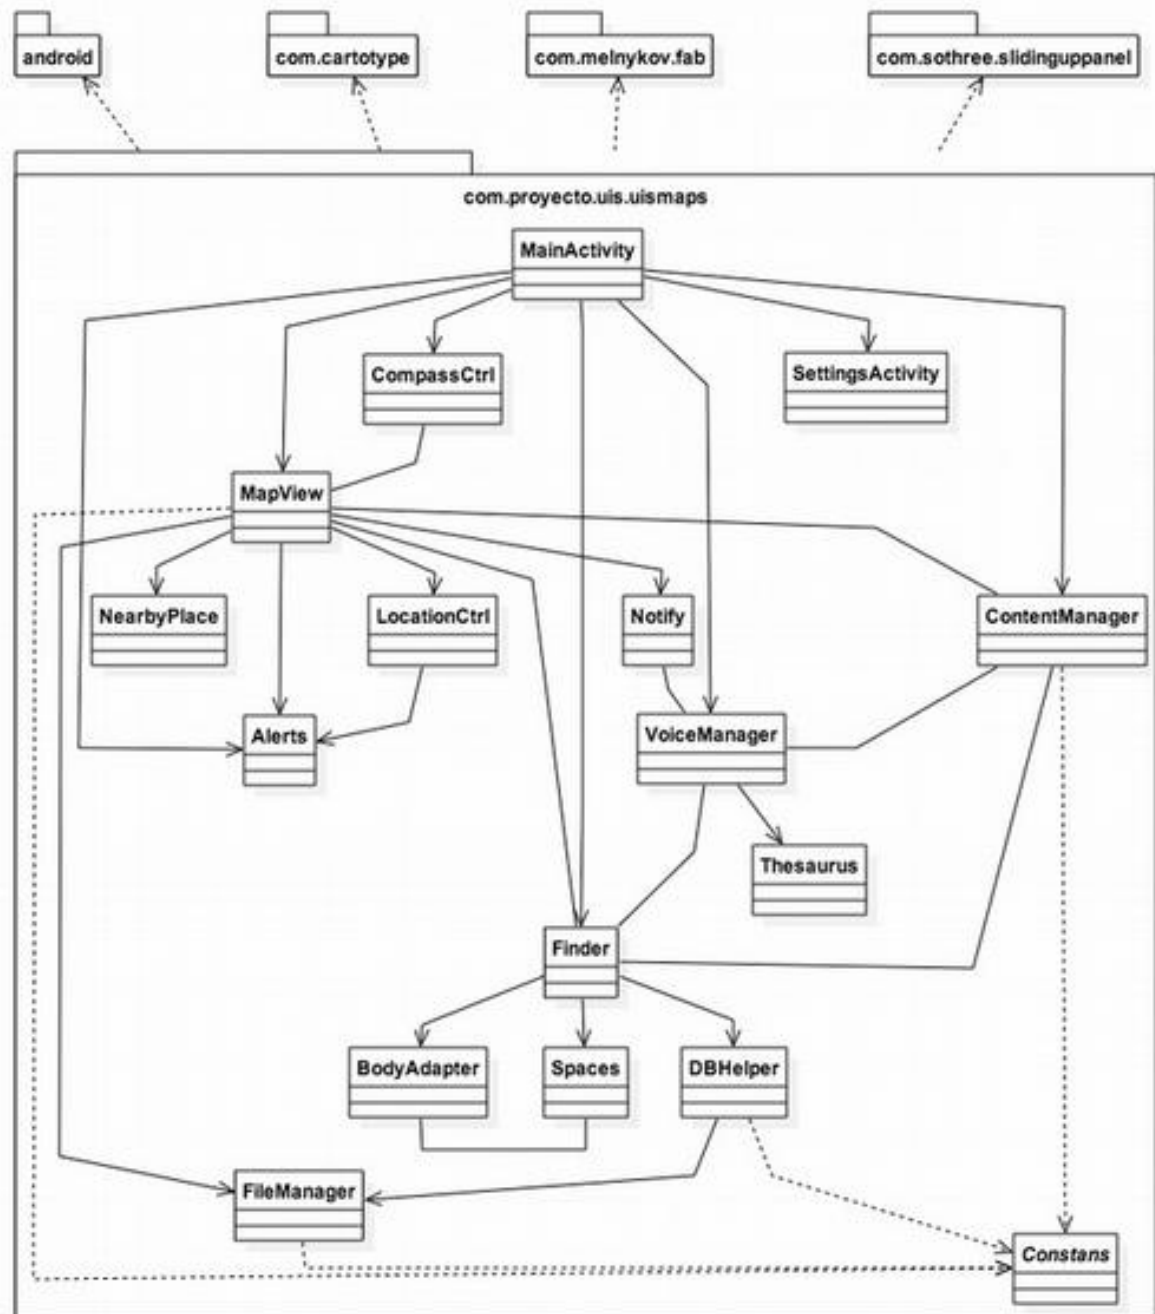 android
com.cartotype
com.melnykov.fab
com.sothree.slidinguppanel
com.proyecto.uis.uismaps
MainActivity
CompassCtrl
SettingsActivity
MapView
NearbyPlace
LocationCtrl
Notify
ContentManager
Alerts
VoiceManager
Thesaurus
Finder
BodyAdapter
Spaces
DBHelper
FileManager
Constans